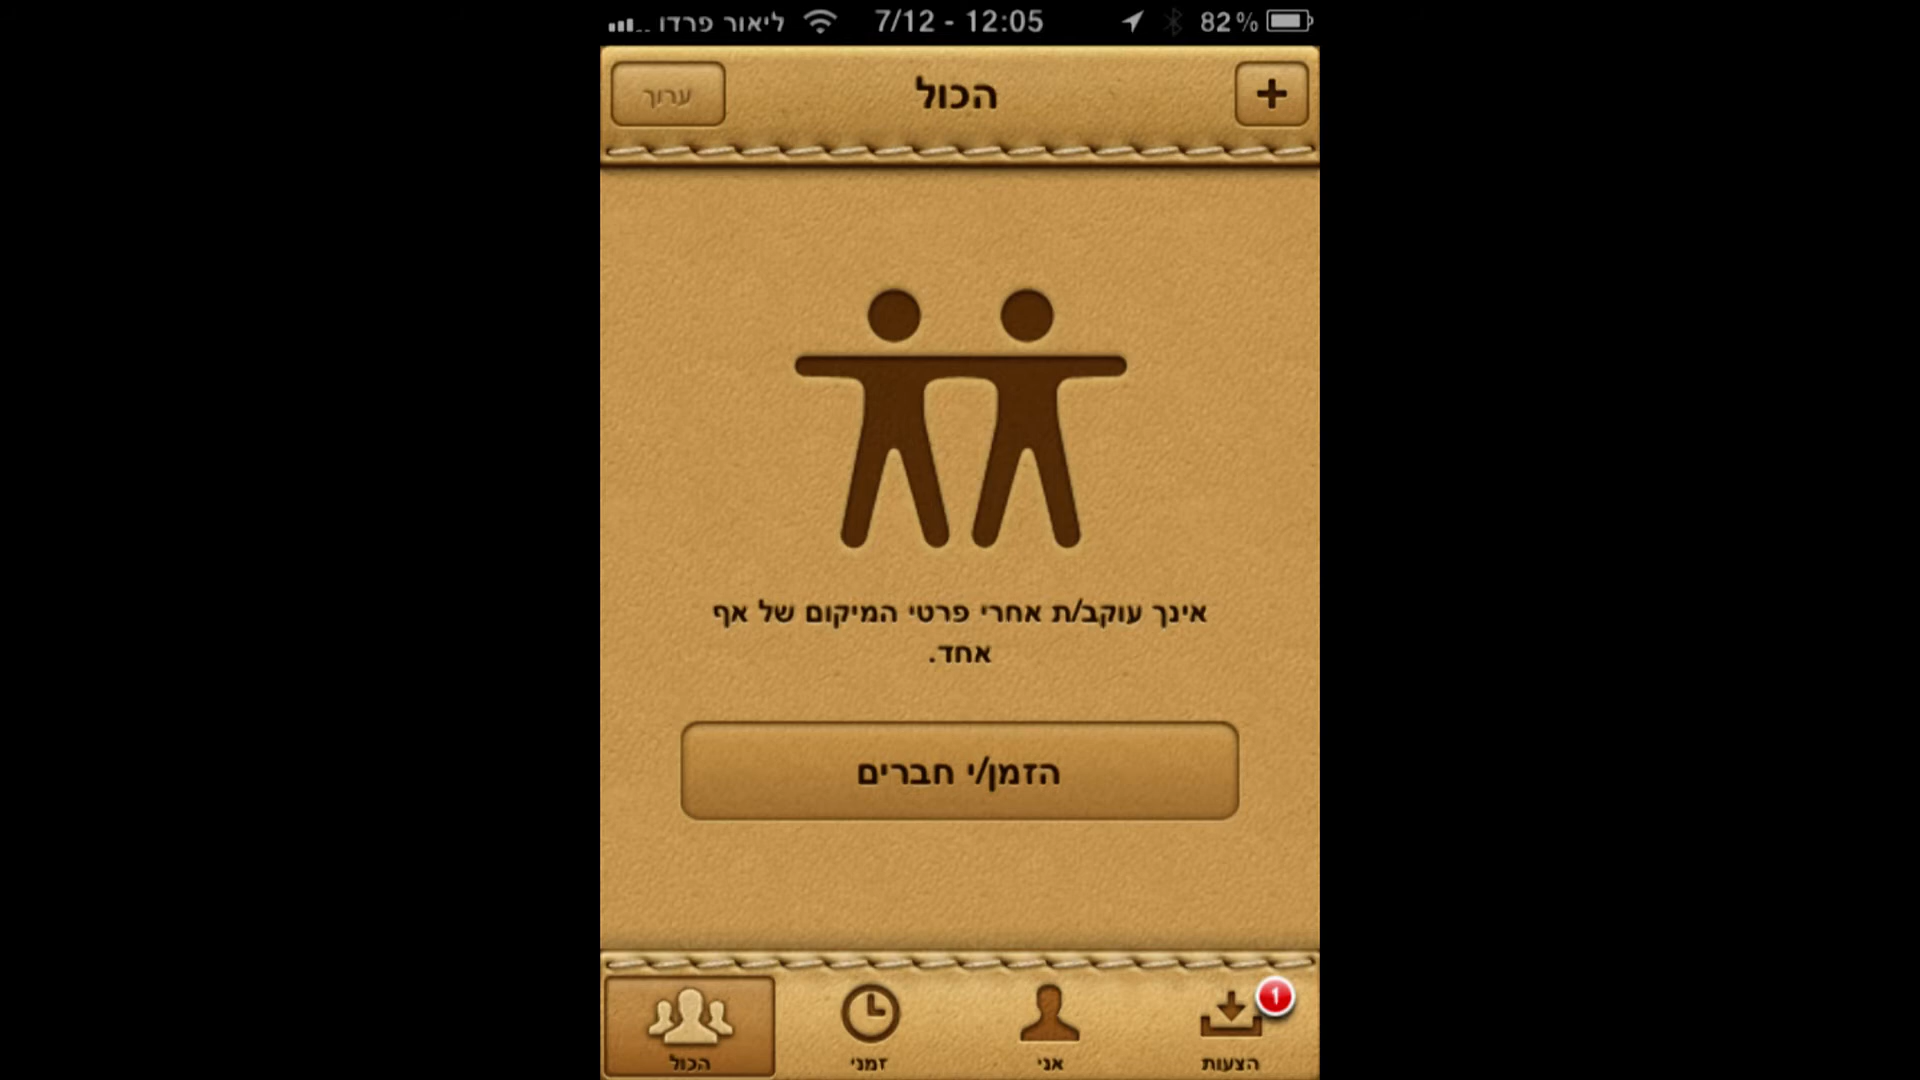 ליאור פרדו 7/12 - 12:05 82%
ערוך הכול +
אינך עוקב/ת אחרי פרטי המיקום של אף
אחד.
הזמן/י חברים
1
הכול זמני אני הצעות